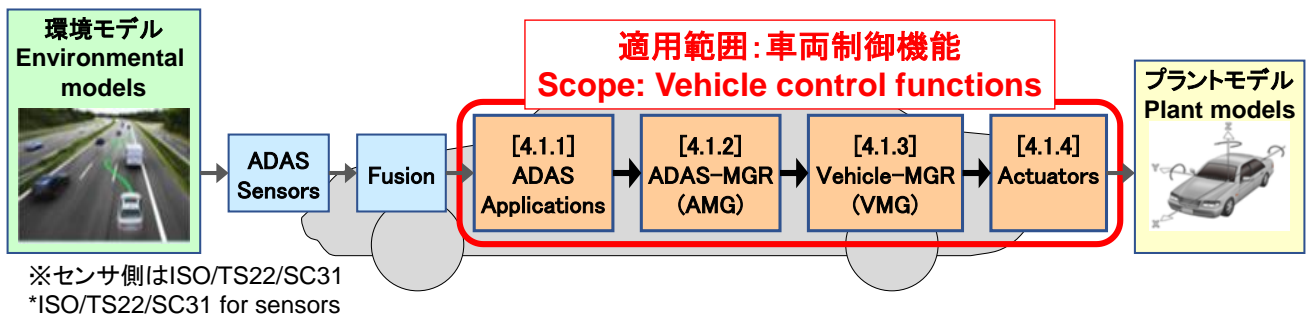 環境モデル
Environmental
models
ADAS
Sensors
Fusion
適用範囲：車両制御機能
Scope: Vehicle control functions
[4.1.1]
ADAS
Applications
[4.1.2]
ADAS-MGR
(AMG)
[4.1.3]
Vehicle-MGR
(VMG)
[4.1.4]
Actuators
プラントモデル
Plant models
Z
Y
X
※センサ側はISO/TS22/SC31
*ISO/TS22/SC31 for sensors